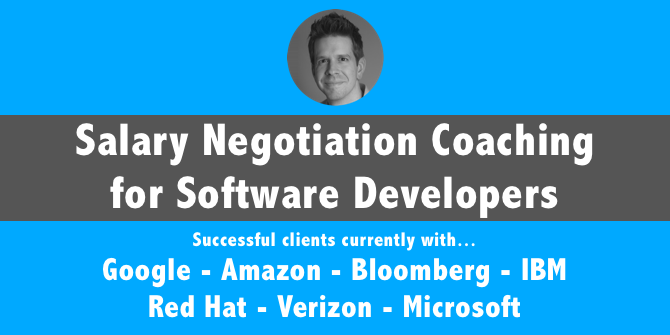 Salary Negotiation Coaching
for Software Developers
Successful clients currently with...
Google - Amazon - Bloomberg - IBM
Red Hat - Verizon - Microsoft